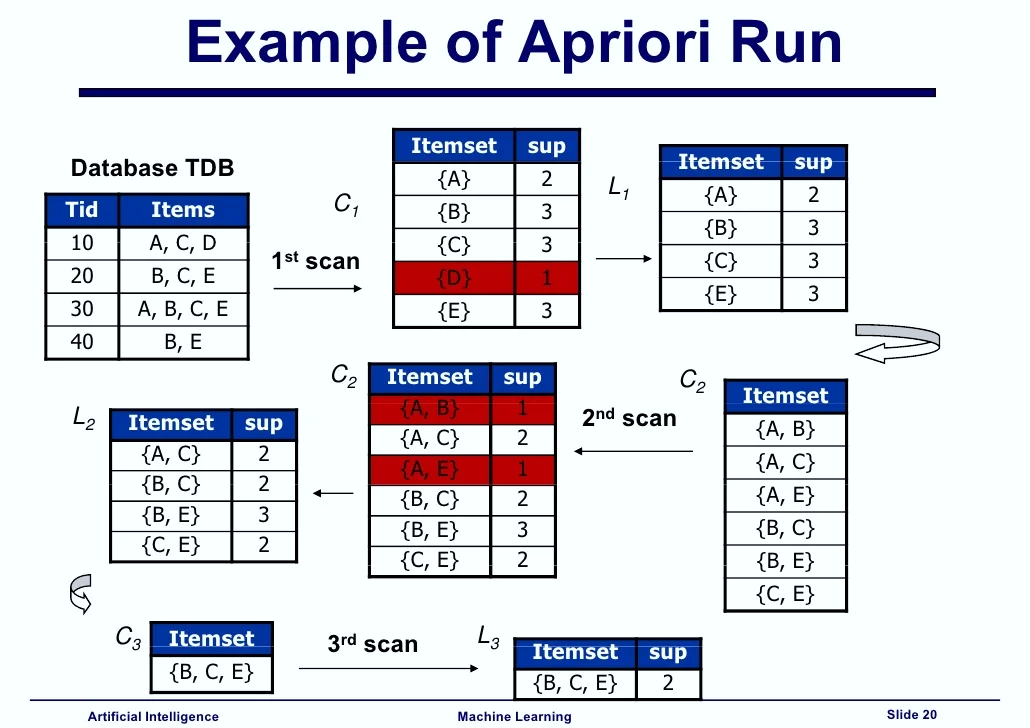 Example of Apriori Run
Database TDB
Tid Items
10 A, C, D
20 B, C, E
30 A, B, C, E
40 B, E
1st scan
C1
Itemset sup
{A} 2
{B} 3
{C} 3
{D} 1
{E} 3
L1
Itemset sup
{A} 2
{B} 3
{C} 3
{E} 3
C2
Itemset
{A, B}
{A, C}
{A, E}
{B, C}
{B, E}
{C, E}
2nd scan
C2
Itemset sup
{A, B} 1
{A, C} 2
{A, E} 1
{B, C} 2
{B, E} 3
{C, E} 2
L2
Itemset sup
{A, C} 2
{B, C} 2
{B, E} 3
{C, E} 2
C3
Itemset
{B, C, E}
3rd scan
L3
Itemset sup
{B, C, E} 2
Artificial Intelligence
Machine Learning
Slide 20